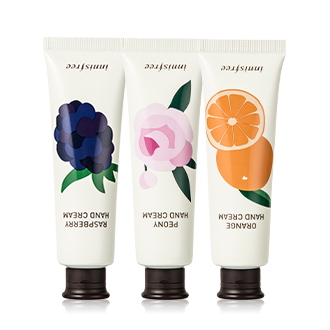 innisfree
RASPBERRY
HAND CREAM
innisfree
PEONY
HAND CREAM
innisfree
ORANGE
HAND CREAM